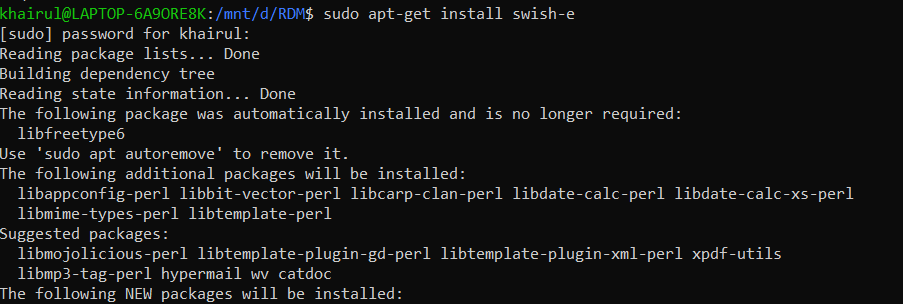 khairul@LAPTOP-6A9ORE8K:/mnt/d/RDM$ sudo apt-get install swish-e
[sudo] password for khairul:
Reading package lists... Done
Building dependency tree
Reading state information... Done
The following package was automatically installed and is no longer required:
  libfreetype6
Use 'sudo apt autoremove' to remove it.
The following additional packages will be installed:
  libappconfig-perl libbit-vector-perl libcarp-clan-perl libdate-calc-perl libdate-calc-xs-perl
  libmime-types-perl libtemplate-perl
Suggested packages:
  libmojolicious-perl libtemplate-plugin-gd-perl libtemplate-plugin-xml-perl xpdf-utils
  libmp3-tag-perl hypermail wv catdoc
The following NEW packages will be installed: